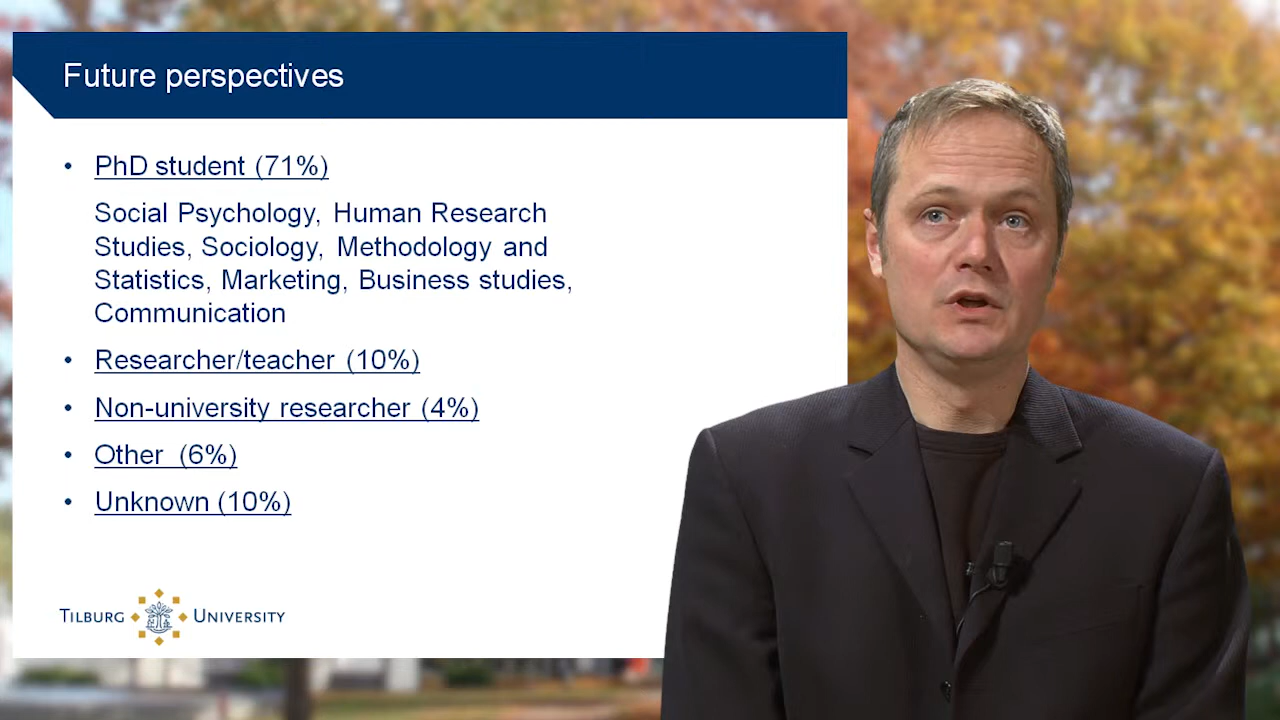 Future perspectives
• PhD student (71%)
Social Psychology, Human Research
Studies, Sociology, Methodology and
Statistics, Marketing, Business studies,
Communication
• Researcher/teacher (10%)
• Non-university researcher (4%)
• Other (6%)
• Unknown (10%)
TILBURG UNIVERSITY